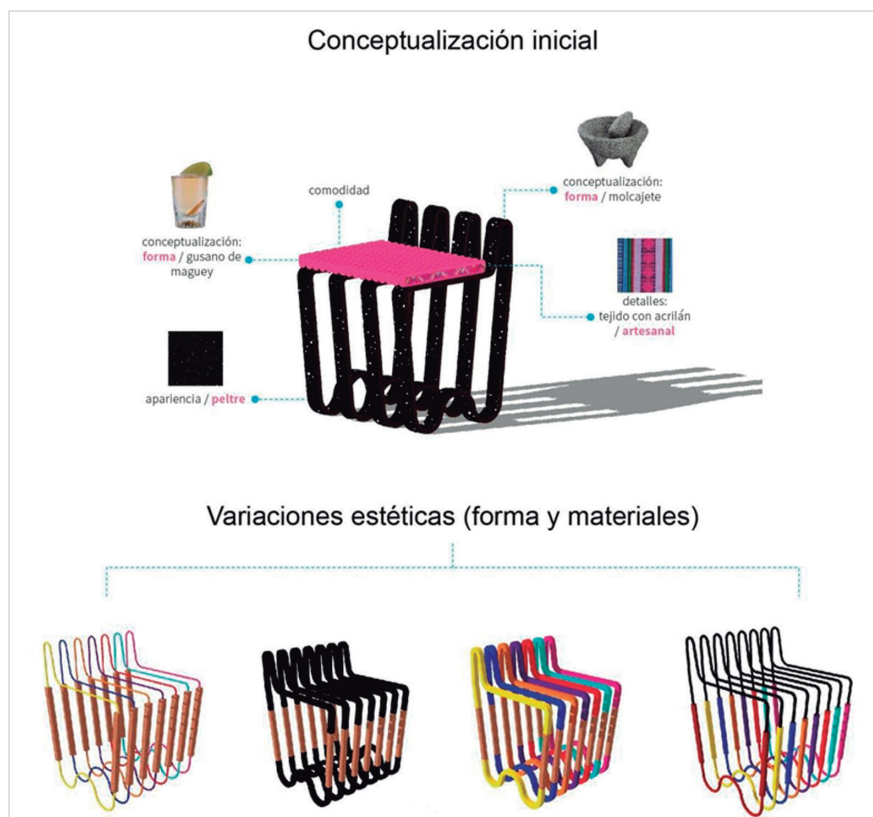 Conceptualización inicial
comodidad
conceptualización:
forma / gusano de
maguey
apariencia / peltre
conceptualización:
forma / molcajete
detalles:
tejido con acrilán
/ artesanal
Variaciones estéticas (forma y materiales)